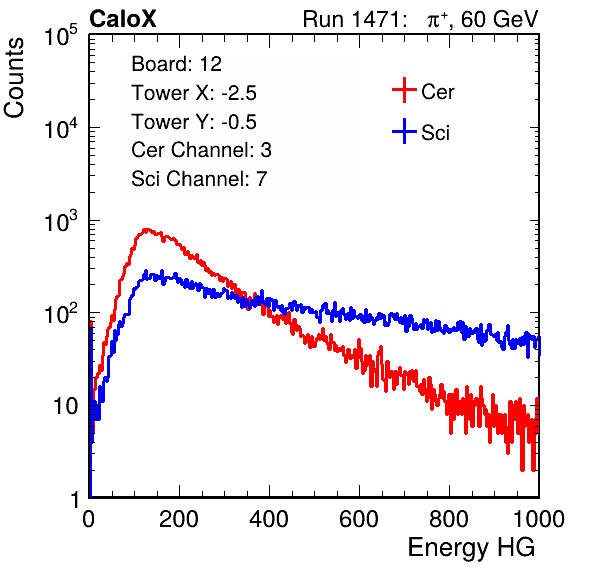 CaloX Run 1471: π⁺, 60 GeV
Counts
10⁵
10⁴
10³
10²
10
1
Board: 12
Tower X: -2.5
Tower Y: -0.5
Cer Channel: 3
Sci Channel: 7
Cer
Sci
0 200 400 600 800 1000
Energy HG